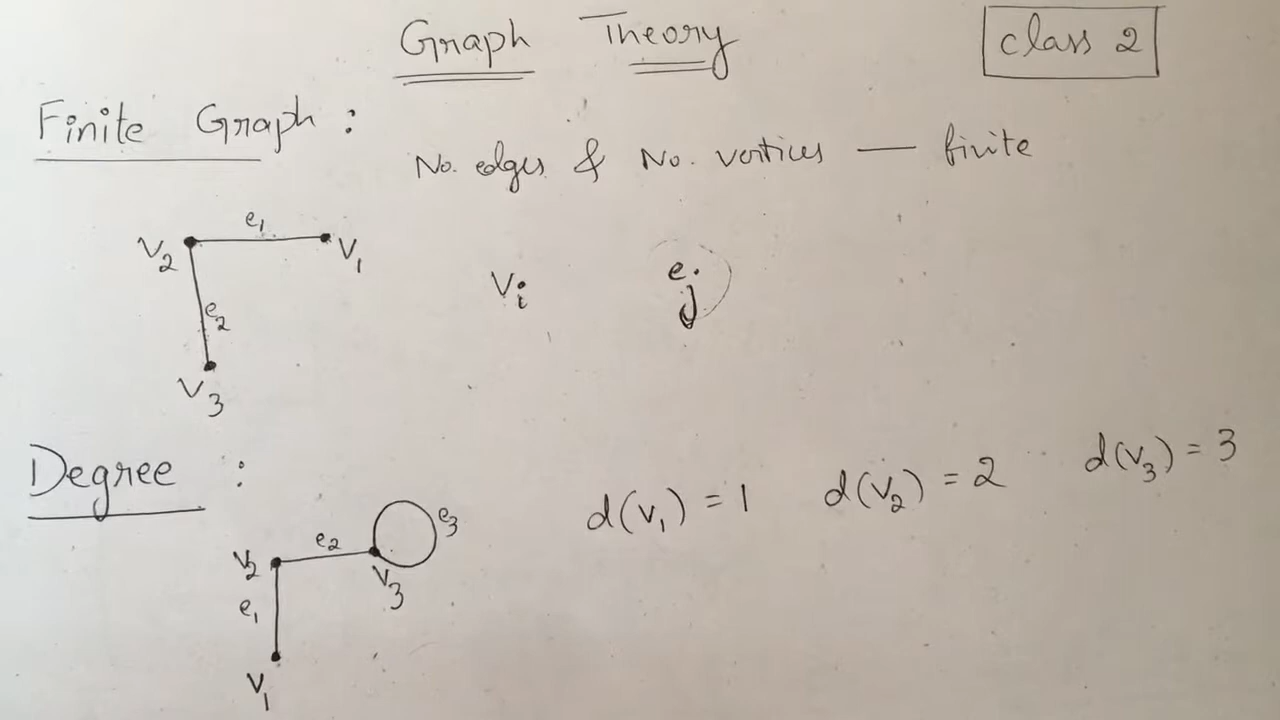 Graph Theory
class 2
Finite Graph :
No. edges & No. vertices — finite
e1
V2
V1
Vi
ej
e2
V3
Degree :
d(v1) = 1
d(v2) = 2
d(v3) = 3
e3
e2
V2
V3
e1
V1